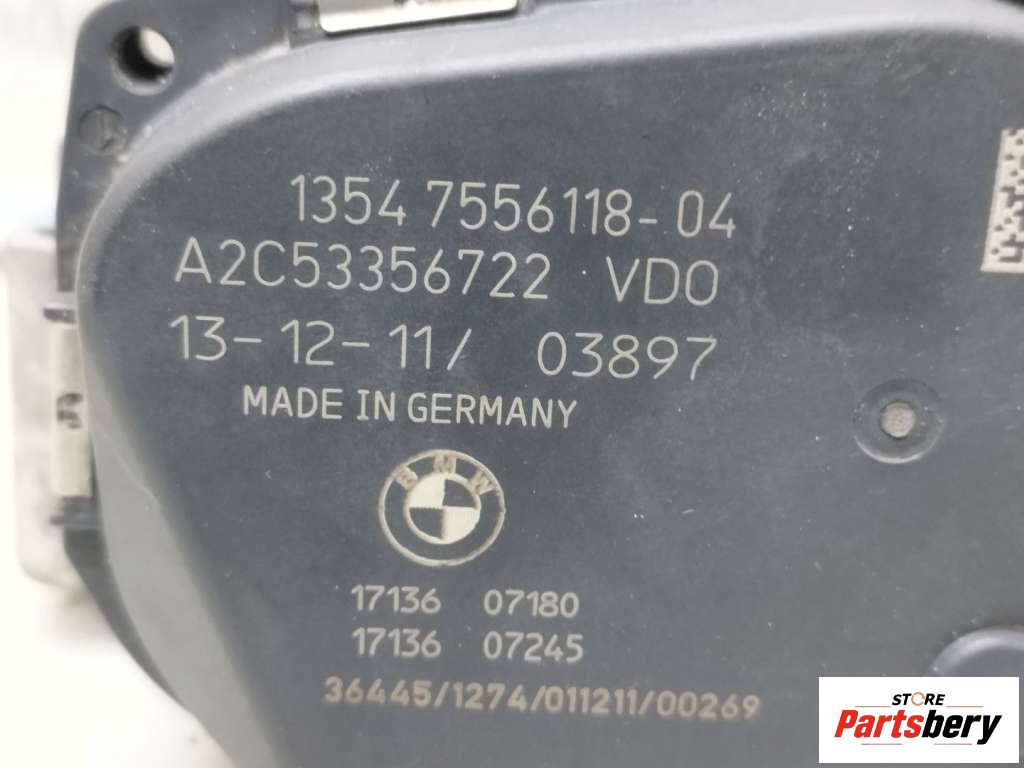 1354 7556118-04
A2C53356722 VDO
13-12-11/ 03897
MADE IN GERMANY
BMW
17136 07180
17136 07245
36445/1274/011211/00269
STORE
Partsbery